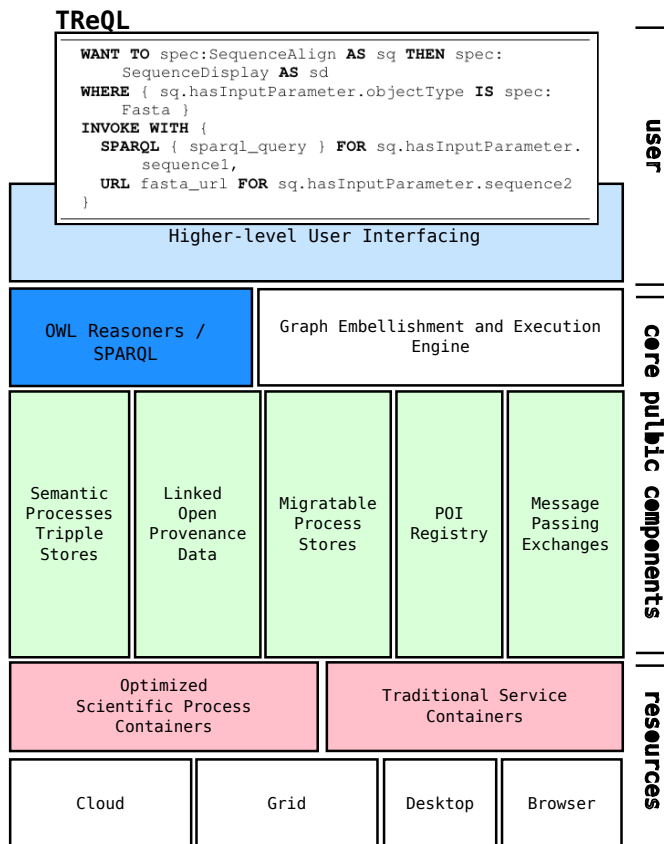 TReQL
WANT TO spec:SequenceAlign AS sq THEN spec:
SequenceDisplay AS sd
WHERE { sq.hasInputParameter.objectType IS spec:
Fasta }
INVOKE WITH {
SPARQL { sparql_query } FOR sq.hasInputParameter.
sequence1,
URL fasta_url FOR sq.hasInputParameter.sequence2
}
Higher-level User Interfacing
user
OWL Reasoners /
SPARQL
Graph Embellishment and Execution
Engine
Semantic
Processes
Tripple
Stores
Linked
Open
Provenance
Data
Migratable
Process
Stores
POI
Registry
Message
Passing
Exchanges
core pulbic components
Optimized
Scientific Process
Containers
Traditional Service
Containers
Cloud
Grid
Desktop
Browser
resources